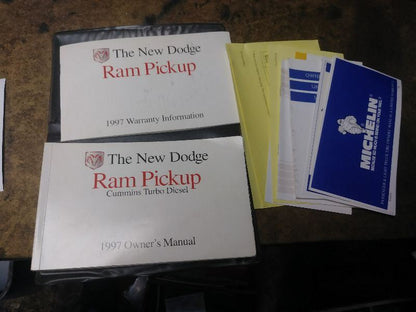 The New Dodge
Ram Pickup
1997 Warranty Information
The New Dodge
Ram Pickup
Cummins Turbo Diesel
1997 Owner's Manual
MICHELIN